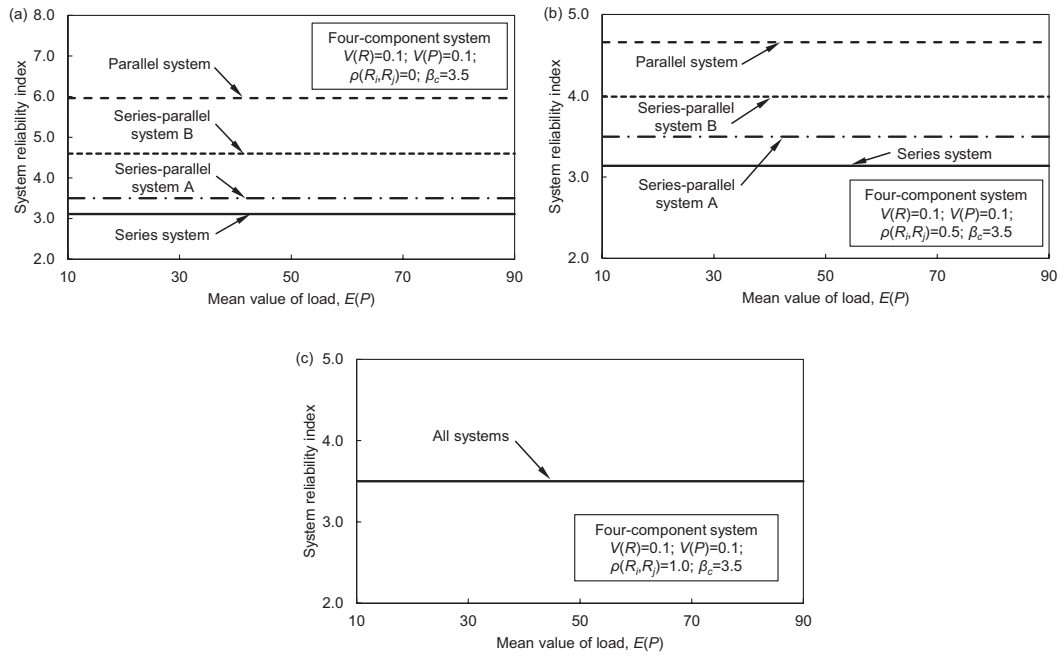 (a)
8.0
7.0
6.0
5.0
4.0
3.0
2.0
System reliability index
Four-component system
V(R)=0.1; V(P)=0.1;
ρ(Ri,Rj)=0; βc=3.5
Parallel system
Series-parallel
system B
Series-parallel
system A
Series system
10 30 50 70 90
Mean value of load, E(P)
(b)
5.0
4.0
3.0
2.0
System reliability index
Parallel system
Series-parallel
system B
Series system
Series-parallel
system A
Four-component system
V(R)=0.1; V(P)=0.1;
ρ(Ri,Rj)=0.5; βc=3.5
10 30 50 70 90
Mean value of load, E(P)
(c)
5.0
4.0
3.0
2.0
System reliability index
All systems
Four-component system
V(R)=0.1; V(P)=0.1;
ρ(Ri,Rj)=1.0; βc=3.5
10 30 50 70 90
Mean value of load, E(P)